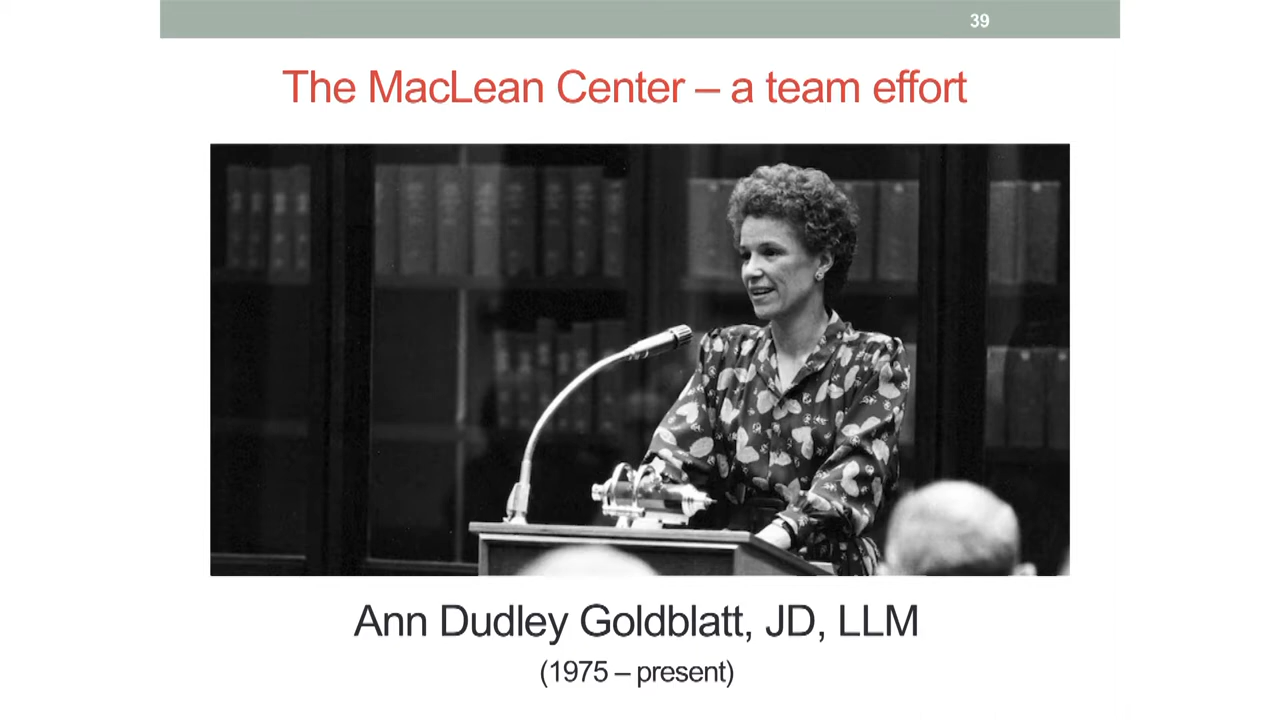 39
The MacLean Center – a team effort
Ann Dudley Goldblatt, JD, LLM
(1975 – present)